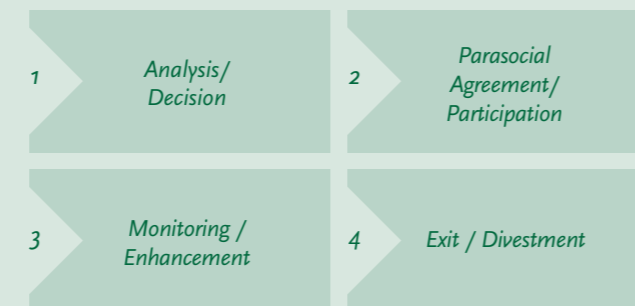 1
Analysis/
Decision
2
Parasocial
Agreement/
Participation
3
Monitoring /
Enhancement
4
Exit / Divestment